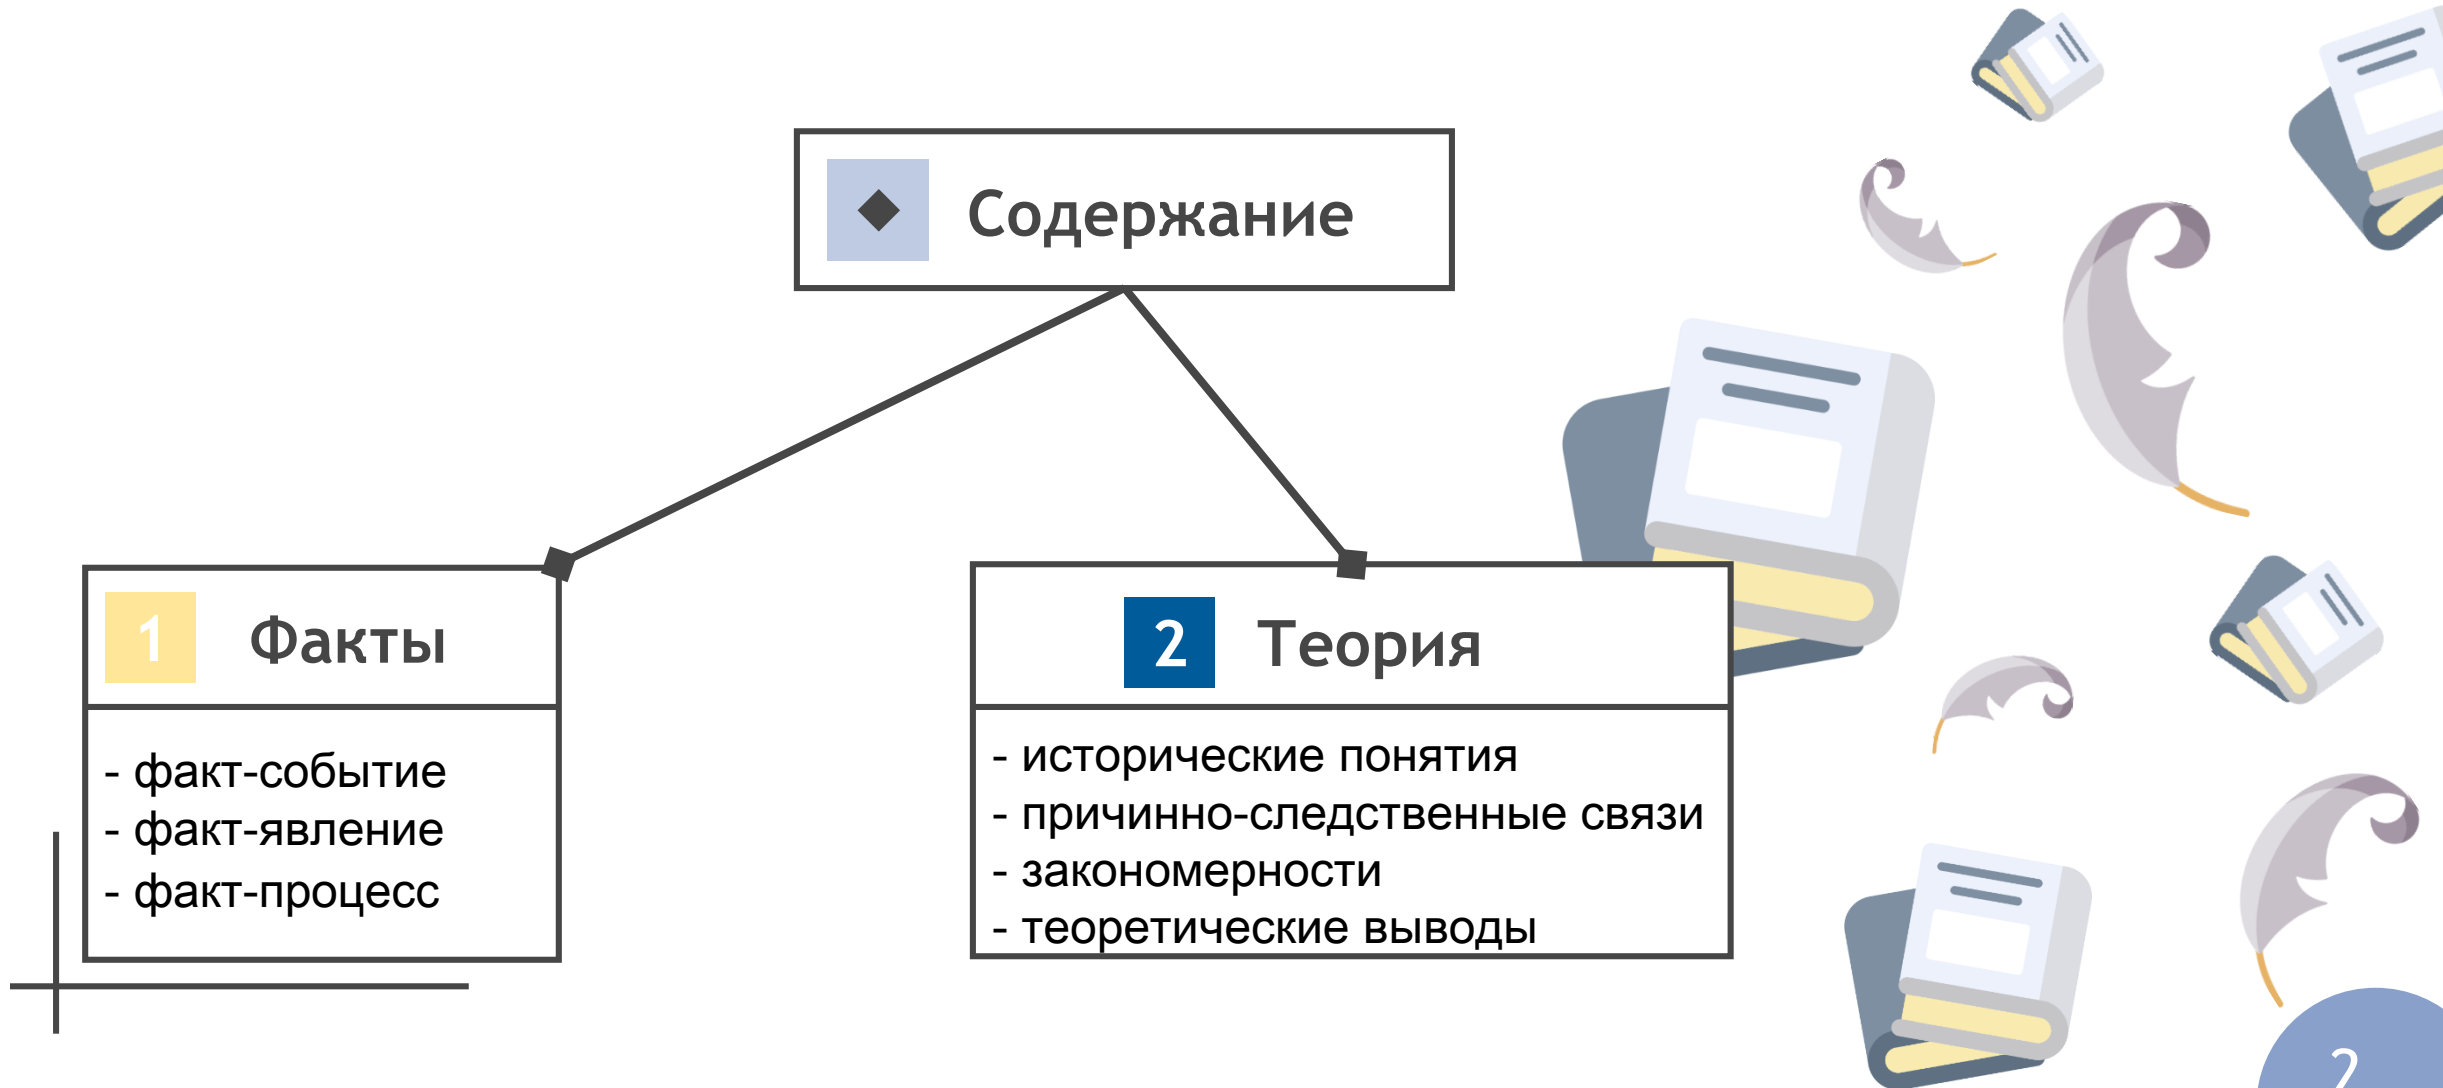 Содержание
1 Факты
- факт-событие
- факт-явление
- факт-процесс
2 Теория
- исторические понятия
- причинно-следственные связи
- закономерности
- теоретические выводы
2